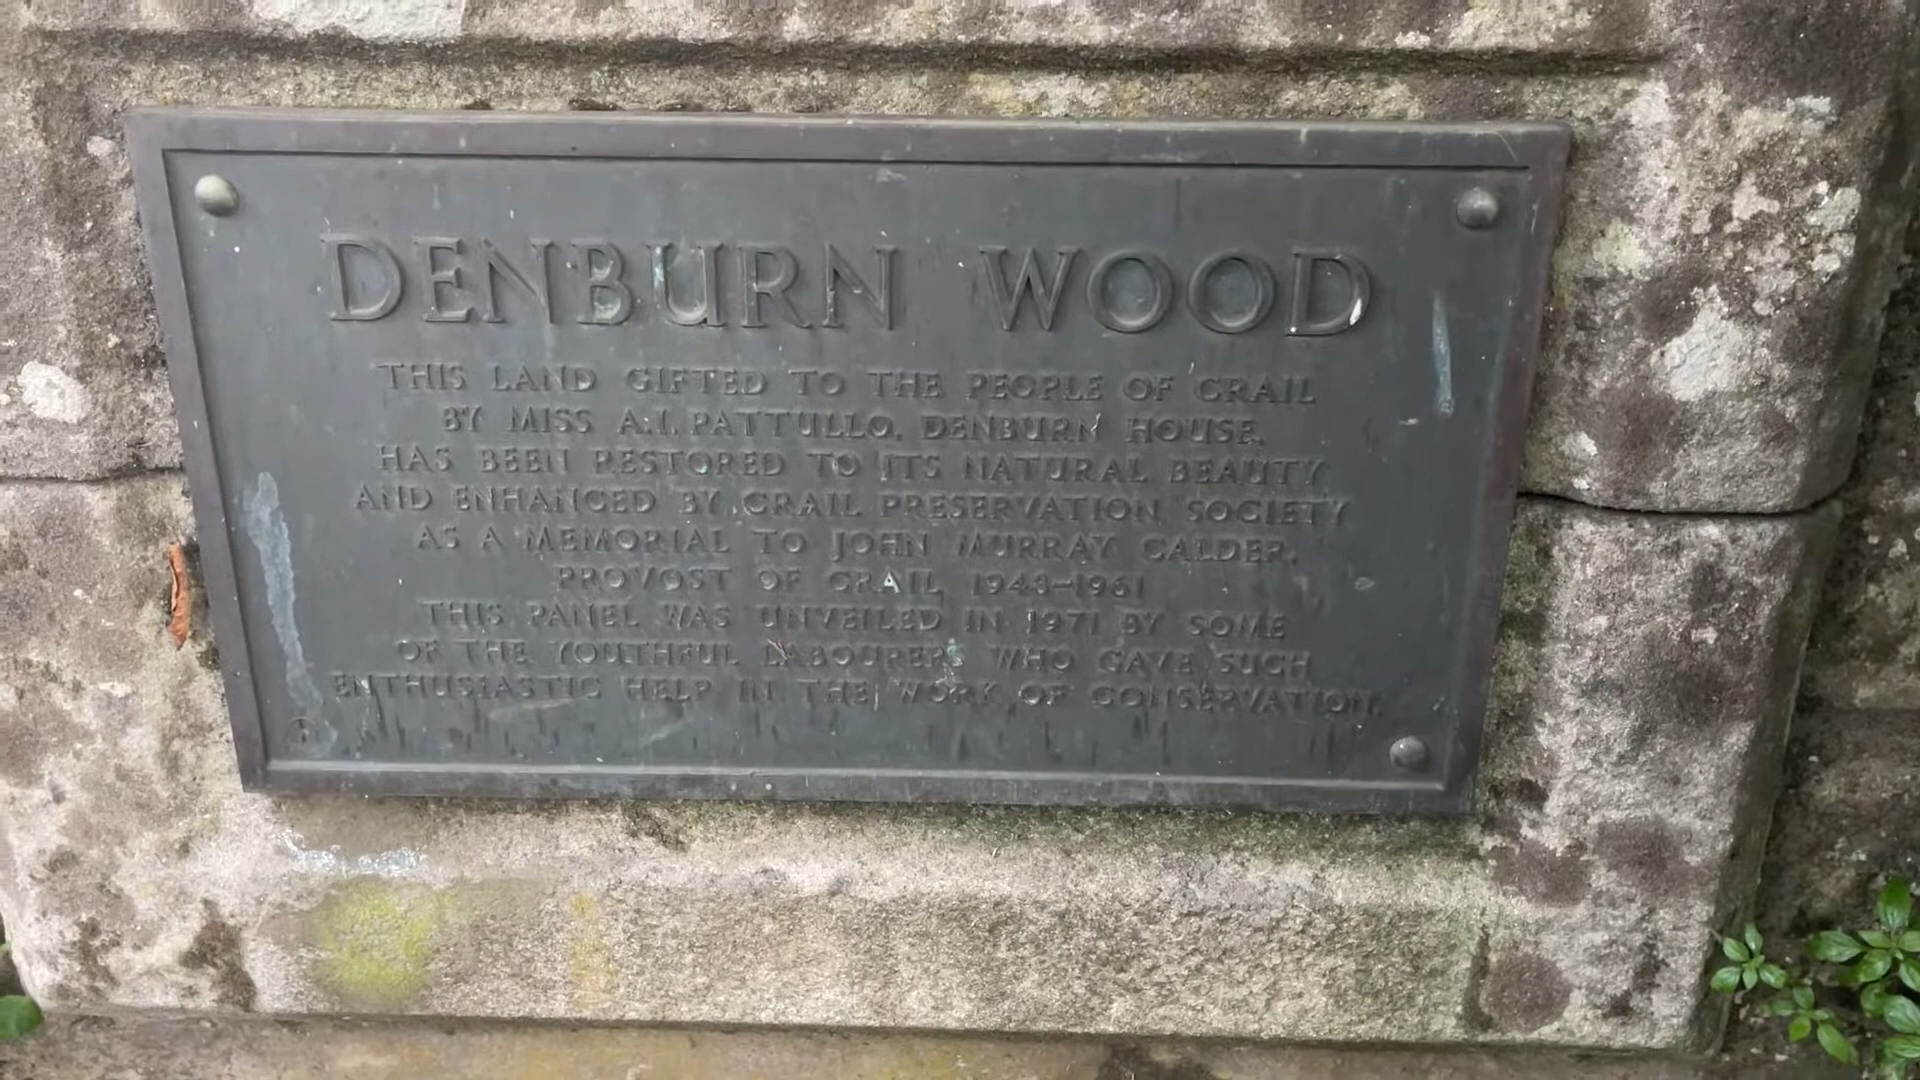 DENBURN WOOD
THIS LAND GIFTED TO THE PEOPLE OF CRAIL
BY MISS A.I. PATTULLO, DENBURN HOUSE,
HAS BEEN RESTORED TO ITS NATURAL BEAUTY
AND ENHANCED BY CRAIL PRESERVATION SOCIETY
AS A MEMORIAL TO JOHN MURRAY CALDER,
PROVOST OF CRAIL, 1948–1961
THIS PANEL WAS UNVEILED IN 1971 BY SOME
OF THE YOUTHFUL LABOURERS WHO GAVE SUCH
ENTHUSIASTIC HELP IN THE WORK OF CONSERVATION.